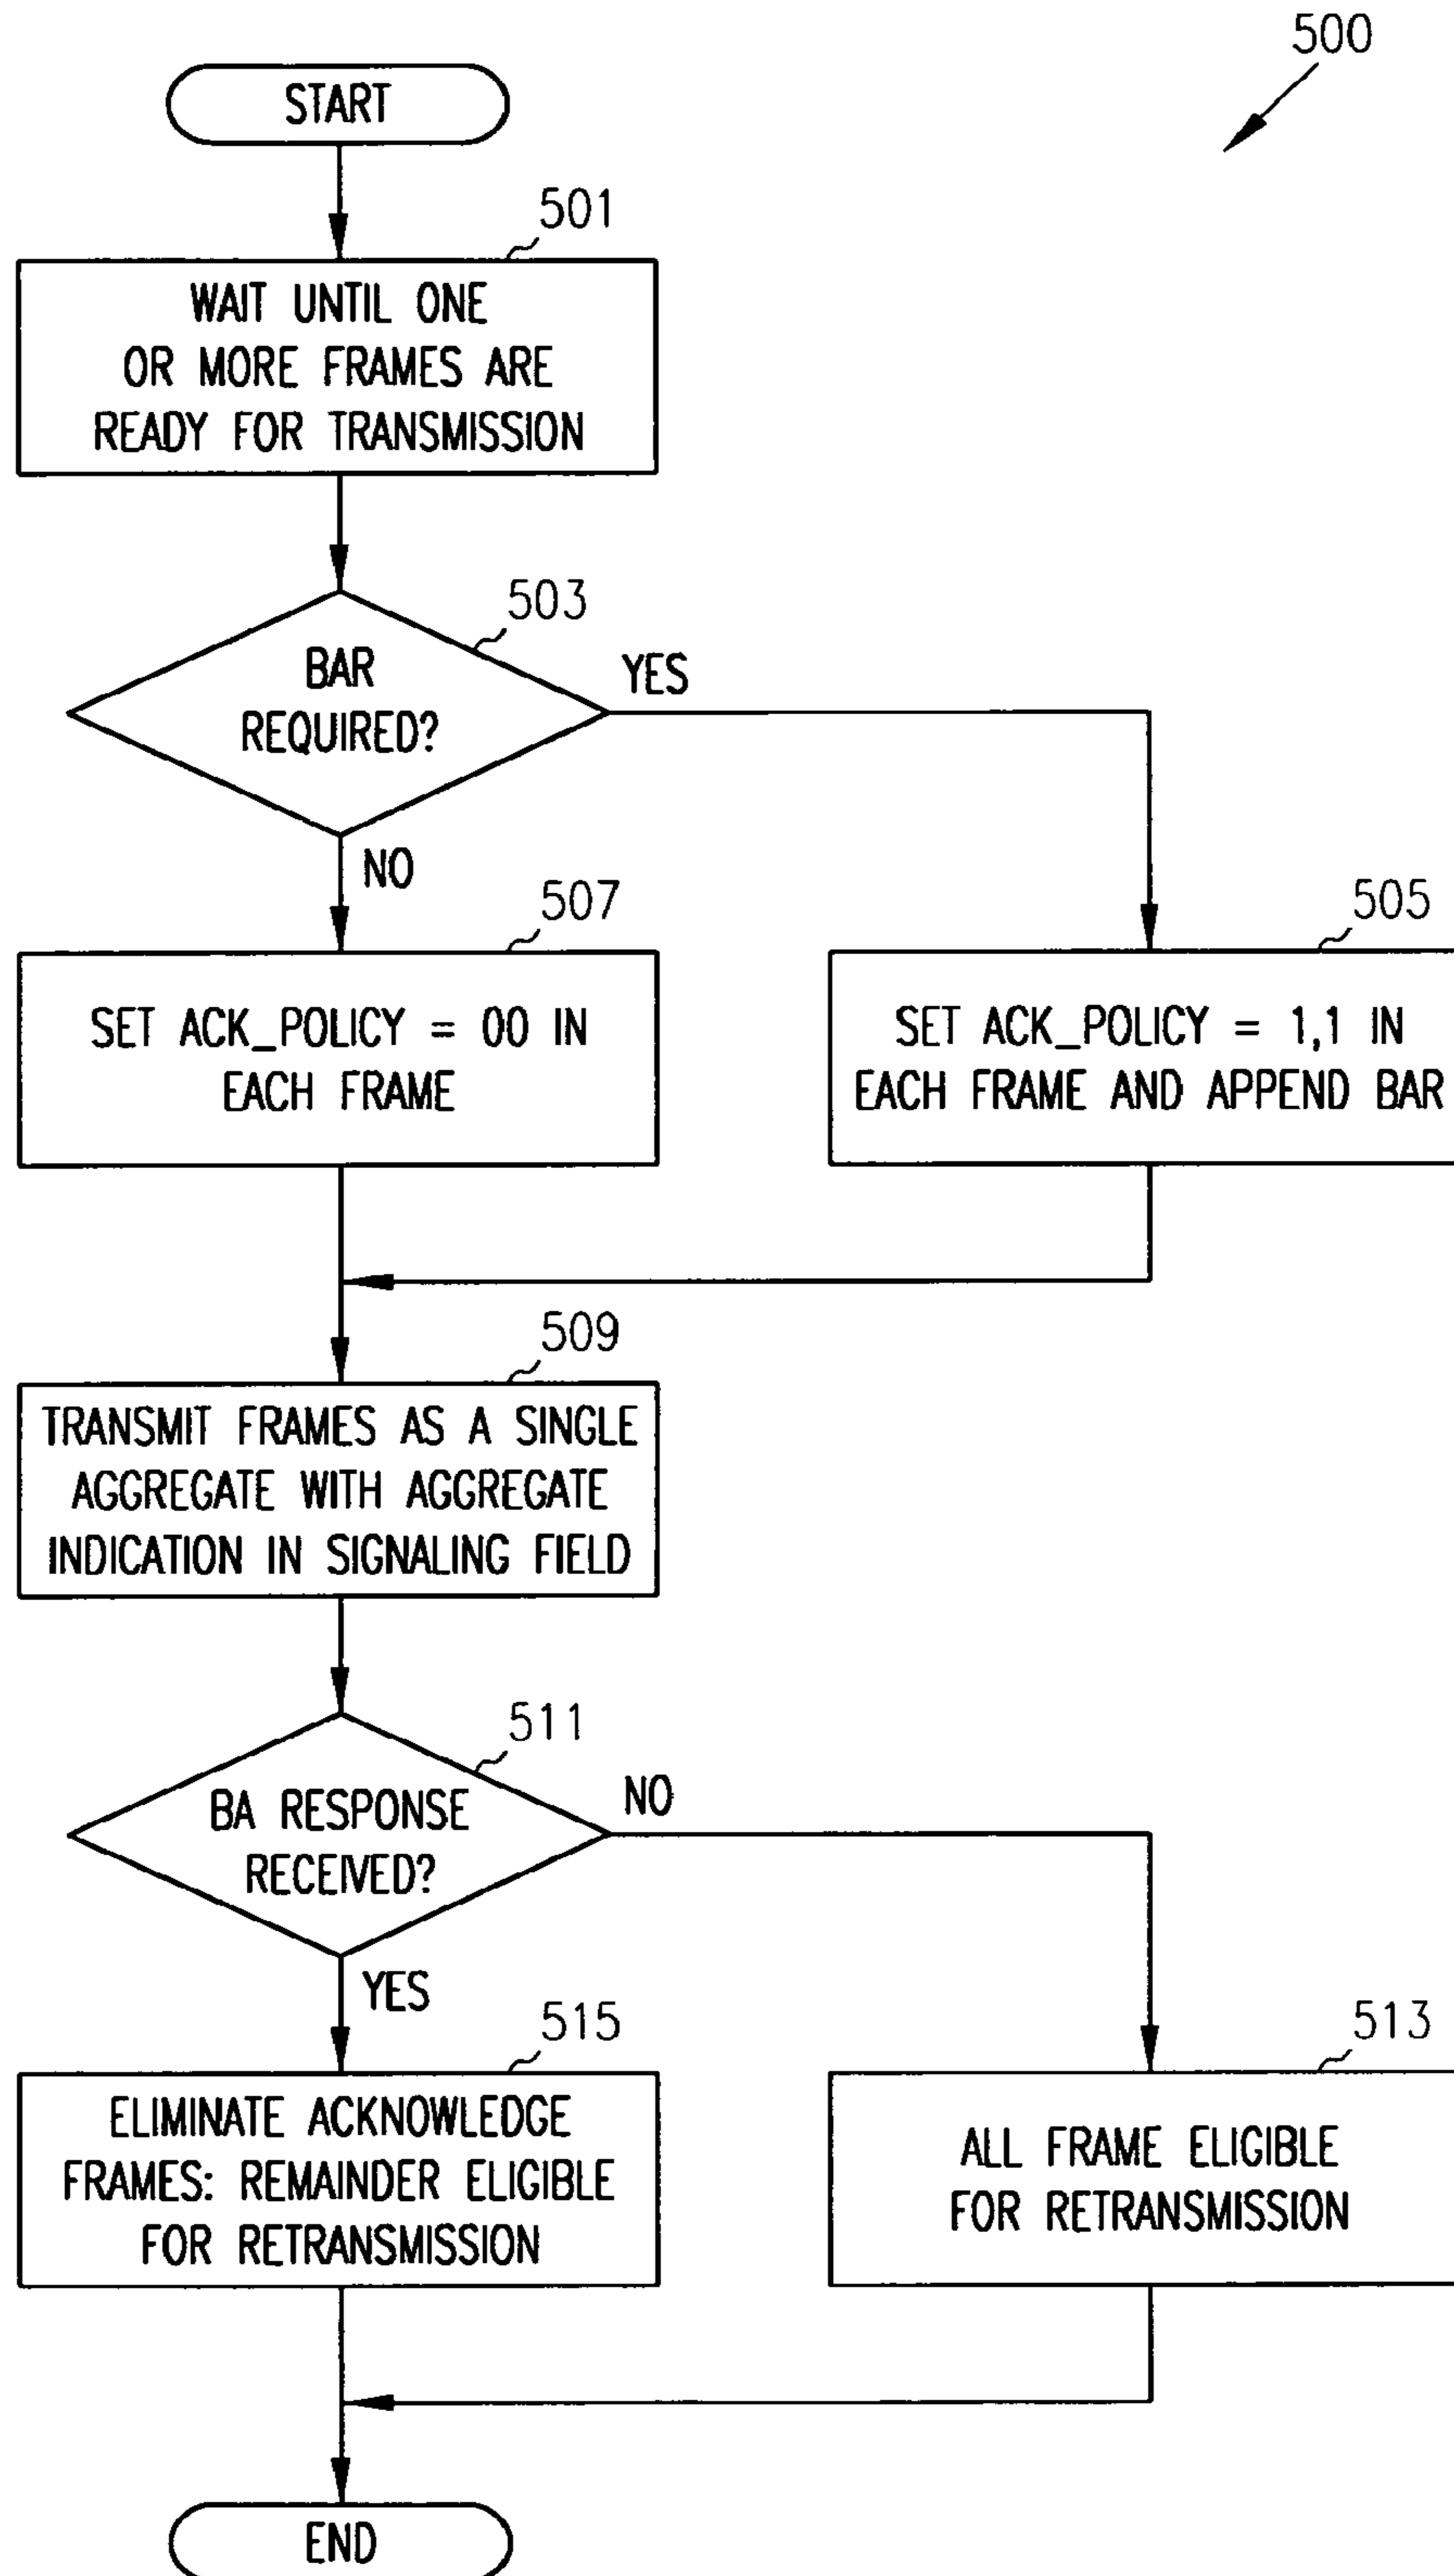 500
START
501
WAIT UNTIL ONE
OR MORE FRAMES ARE
READY FOR TRANSMISSION
503
BAR
REQUIRED?
YES
NO
507
SET ACK_POLICY = 00 IN
EACH FRAME
505
SET ACK_POLICY = 1,1 IN
EACH FRAME AND APPEND BAR
509
TRANSMIT FRAMES AS A SINGLE
AGGREGATE WITH AGGREGATE
INDICATION IN SIGNALING FIELD
511
BA RESPONSE
RECEIVED?
NO
YES
515
ELIMINATE ACKNOWLEDGE
FRAMES: REMAINDER ELIGIBLE
FOR RETRANSMISSION
513
ALL FRAME ELIGIBLE
FOR RETRANSMISSION
END